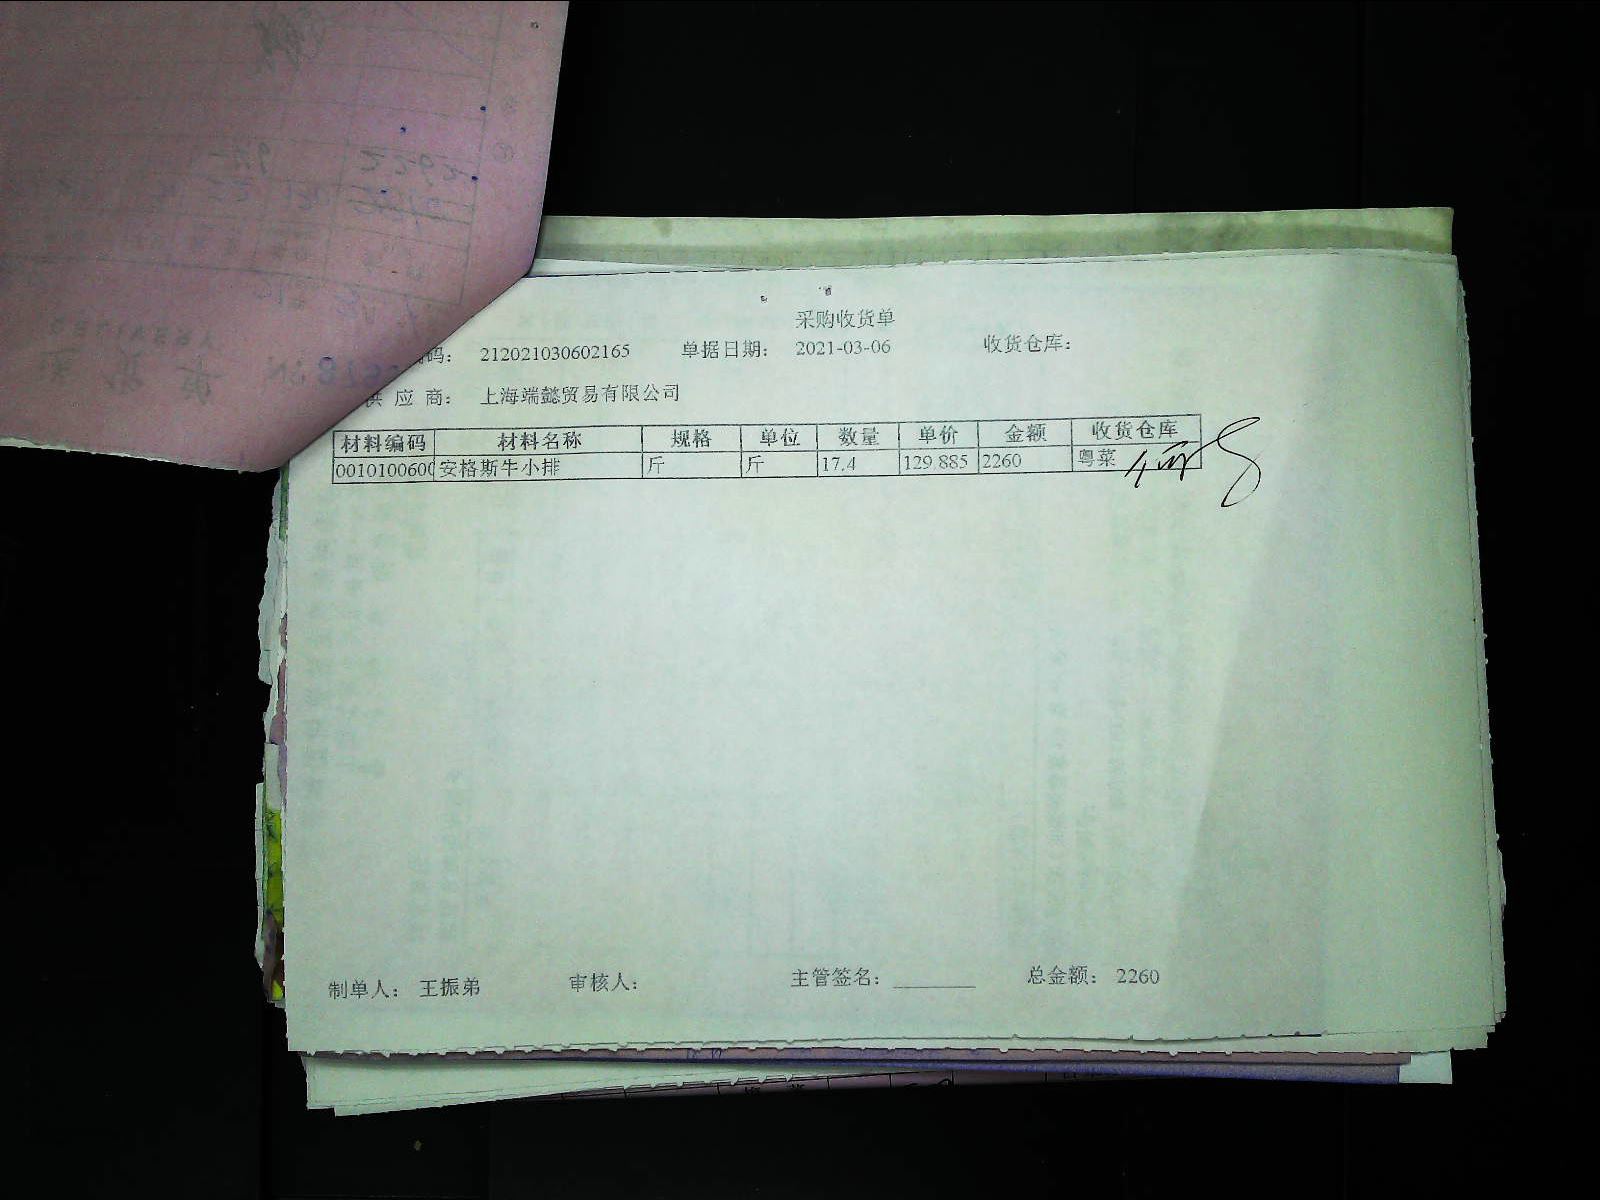 采购收货单
码： 212021030602165 单据日期： 2021-03-06 收货仓库：
供 应 商： 上海端懿贸易有限公司
材料编码 材料名称 规格 单位 数量 单价 金额 收货仓库
0010100600 安格斯牛小排 斤 斤 17.4 129.885 2260 粤菜
制单人： 王振弟 审核人： 主管签名： 总金额： 2260